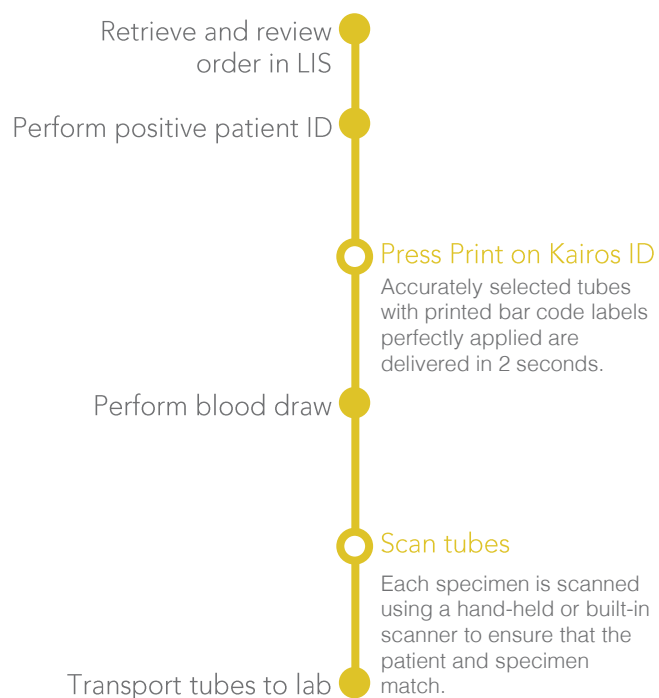 Retrieve and review
order in LIS
Perform positive patient ID
Press Print on Kairos ID
Accurately selected tubes
with printed bar code labels
perfectly applied are
delivered in 2 seconds.
Perform blood draw
Scan tubes
Each specimen is scanned
using a hand-held or built-in
scanner to ensure that the
patient and specimen
match.
Transport tubes to lab